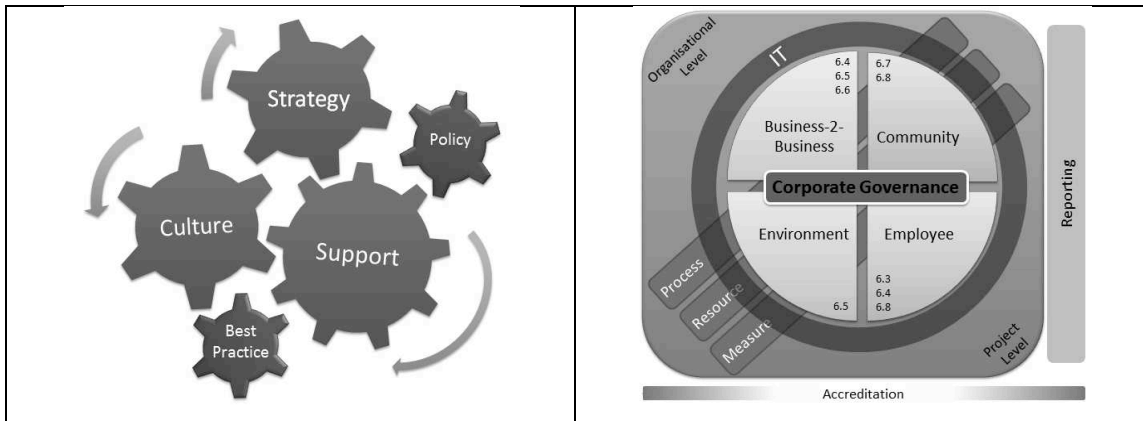 Strategy
Policy
Culture
Support
Best
Practice
Organisational
Level
IT
6.4
6.5
6.6
6.7
6.8
Business-2-
Business
Community
Corporate Governance
Environment
Employee
6.3
6.4
6.8
6.5
Process
Resource
Measure
Project
Level
Reporting
Accreditation